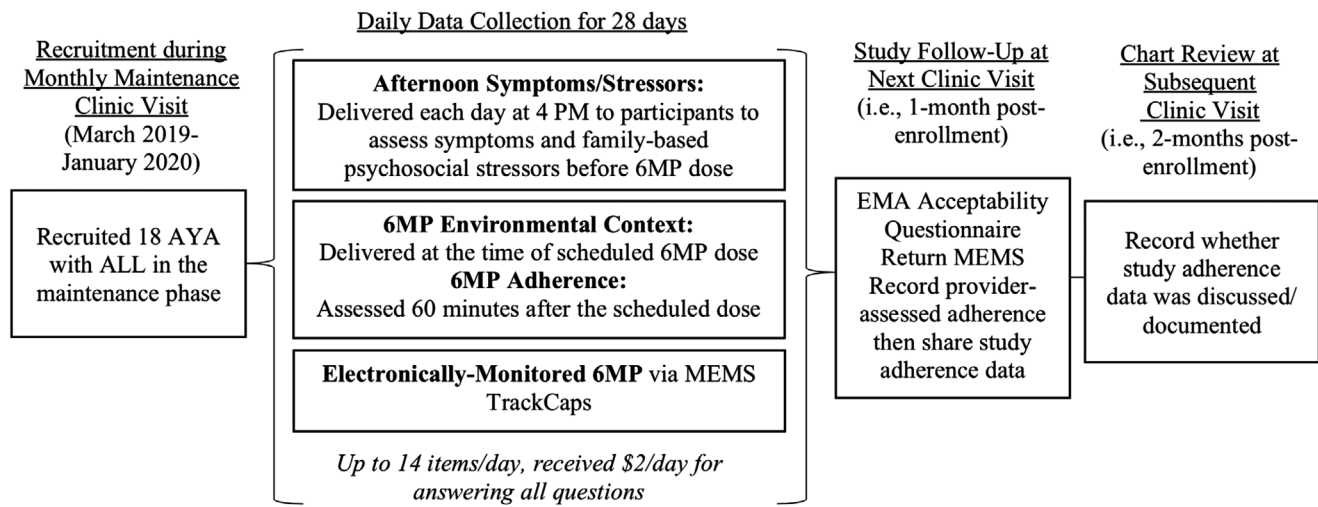 Recruitment during
Monthly Maintenance
Clinic Visit
(March 2019-
January 2020)
Recruited 18 AYA
with ALL in the
maintenance phase
Daily Data Collection for 28 days
Afternoon Symptoms/Stressors:
Delivered each day at 4 PM to participants to
assess symptoms and family-based
psychosocial stressors before 6MP dose
6MP Environmental Context:
Delivered at the time of scheduled 6MP dose
6MP Adherence:
Assessed 60 minutes after the scheduled dose
Electronically-Monitored 6MP via MEMS
TrackCaps
Up to 14 items/day, received $2/day for
answering all questions
Study Follow-Up at
Next Clinic Visit
(i.e., 1-month post-
enrollment)
EMA Acceptability
Questionnaire
Return MEMS
Record provider-
assessed adherence
then share study
adherence data
Chart Review at
Subsequent
Clinic Visit
(i.e., 2-months post-
enrollment)
Record whether
study adherence
data was discussed/
documented